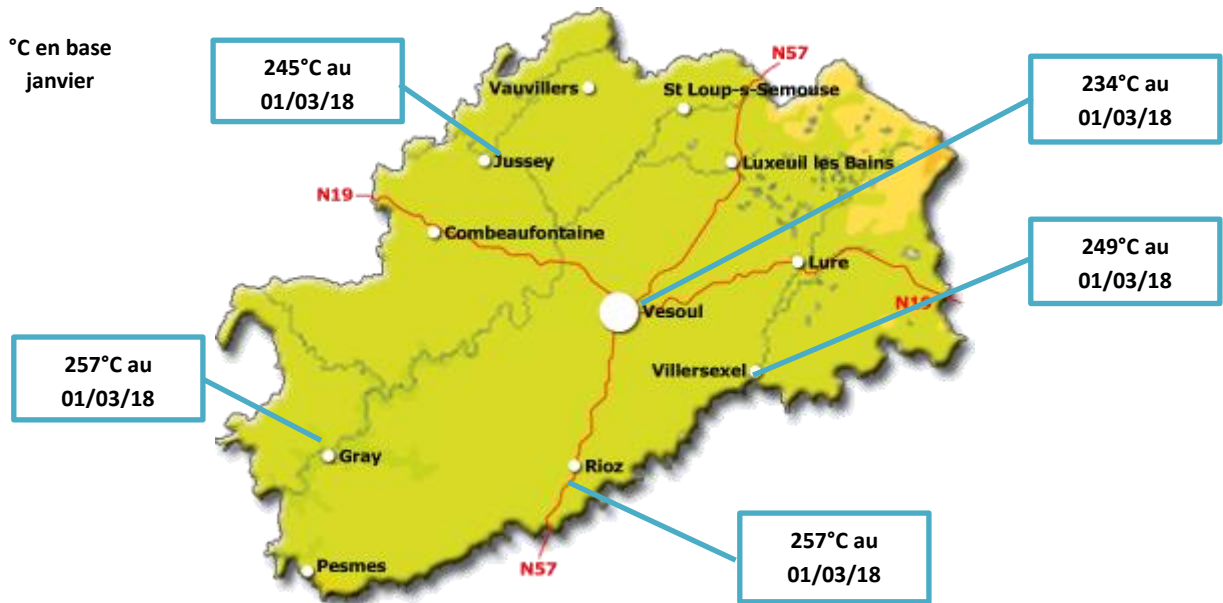 °C en base
janvier
245°C au
01/03/18
N57
234°C au
01/03/18
Vauvillers
St Loup-s-Semouse
Jussey
Luxeuil les Bains
N19
Combeaufontaine
249°C au
01/03/18
Lure
Vesoul
N19
257°C au
01/03/18
Villersexel
Gray
Rioz
257°C au
01/03/18
Pesmes
N57